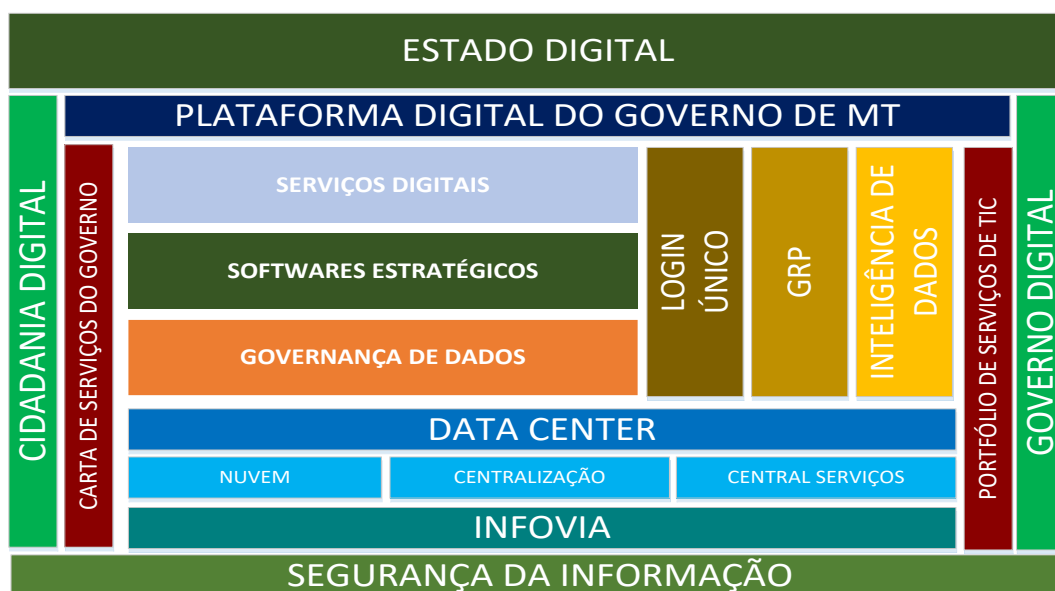 ESTADO DIGITAL
PLATAFORMA DIGITAL DO GOVERNO DE MT
CIDADANIA DIGITAL
CARTA DE SERVIÇOS DO GOVERNO
SERVIÇOS DIGITAIS
SOFTWARES ESTRATÉGICOS
GOVERNANÇA DE DADOS
LOGIN
ÚNICO
GRP
INTELIGÊNCIA DE
DADOS
PORTFÓLIO DE SERVIÇOS DE TIC
GOVERNO DIGITAL
DATA CENTER
NUVEM
CENTRALIZAÇÃO
CENTRAL SERVIÇOS
INFOVIA
SEGURANÇA DA INFORMAÇÃO